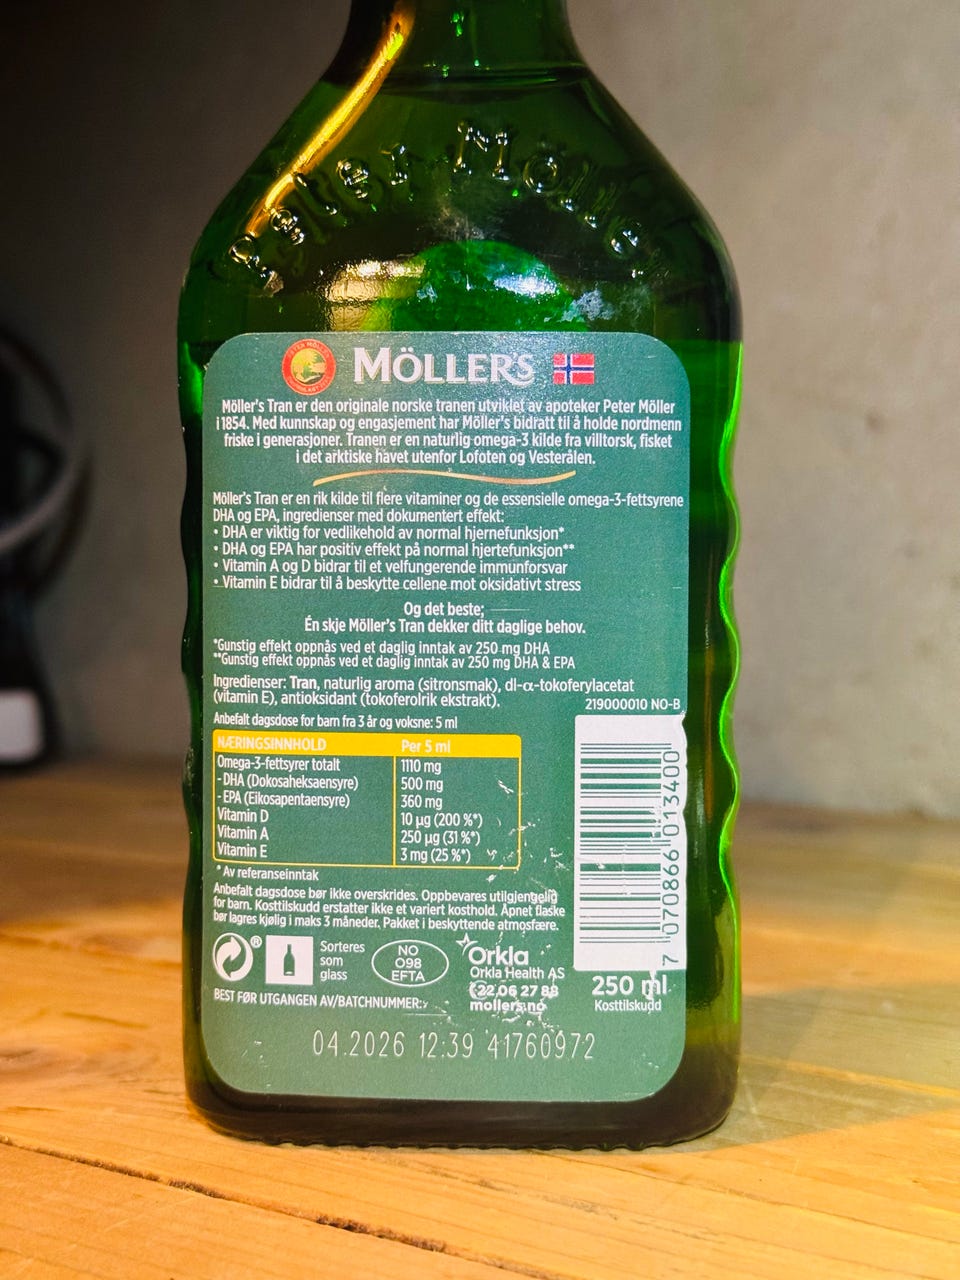 Peter Möller
PETER MÖLLER
MÖLLER'S
Möller's Tran er den originale norske tranen utviklet av apoteker Peter Möller
i 1854. Med kunnskap og engasjement har Möller's bidratt til å holde nordmenn
friske i generasjoner. Tranen er en naturlig omega-3 kilde fra villtorsk, fisket
i det arktiske havet utenfor Lofoten og Vesterålen.
Möller's Tran er en rik kilde til flere vitaminer og de essensielle omega-3-fettsyrene
DHA og EPA, ingredienser med dokumentert effekt:
• DHA er viktig for vedlikehold av normal hjernefunksjon*
• DHA og EPA har positiv effekt på normal hjertefunksjon**
• Vitamin A og D bidrar til et velfungerende immunforsvar
• Vitamin E bidrar til å beskytte cellene mot oksidativt stress
Og det beste;
Én skje Möller's Tran dekker ditt daglige behov.
*Gunstig effekt oppnås ved et daglig inntak av 250 mg DHA
**Gunstig effekt oppnås ved et daglig inntak av 250 mg DHA & EPA
Ingredienser: Tran, naturlig aroma (sitronsmak), dl-α-tokoferylacetat
(vitamin E), antioksidant (tokoferolrik ekstrakt).
219000010 NO-B
Anbefalt dagsdose for barn fra 3 år og voksne: 5 ml
NÆRINGSINNHOLD Per 5 ml
Omega-3-fettsyrer totalt 1110 mg
- DHA (Dokosaheksaensyre) 500 mg
- EPA (Eikosapentaensyre) 360 mg
Vitamin D 10 µg (200 %*)
Vitamin A 250 µg (31 %*)
Vitamin E 3 mg (25 %*)
* Av referanseinntak
Anbefalt dagsdose bør ikke overskrides. Oppbevares utilgjengelig
for barn. Kosttilskudd erstatter ikke et variert kosthold. Åpnet flaske
bør lagres kjølig i maks 3 måneder. Pakket i beskyttende atmosfære.
7 070866 013400
®
Sorteres
som
glass
NO
098
EFTA
Orkla
Orkla Health AS
22 06 27 88
mollers.no
250 ml
Kosttilskudd
BEST FØR UTGANGEN AV/BATCHNUMMER:
04.2026 12:39 41760972